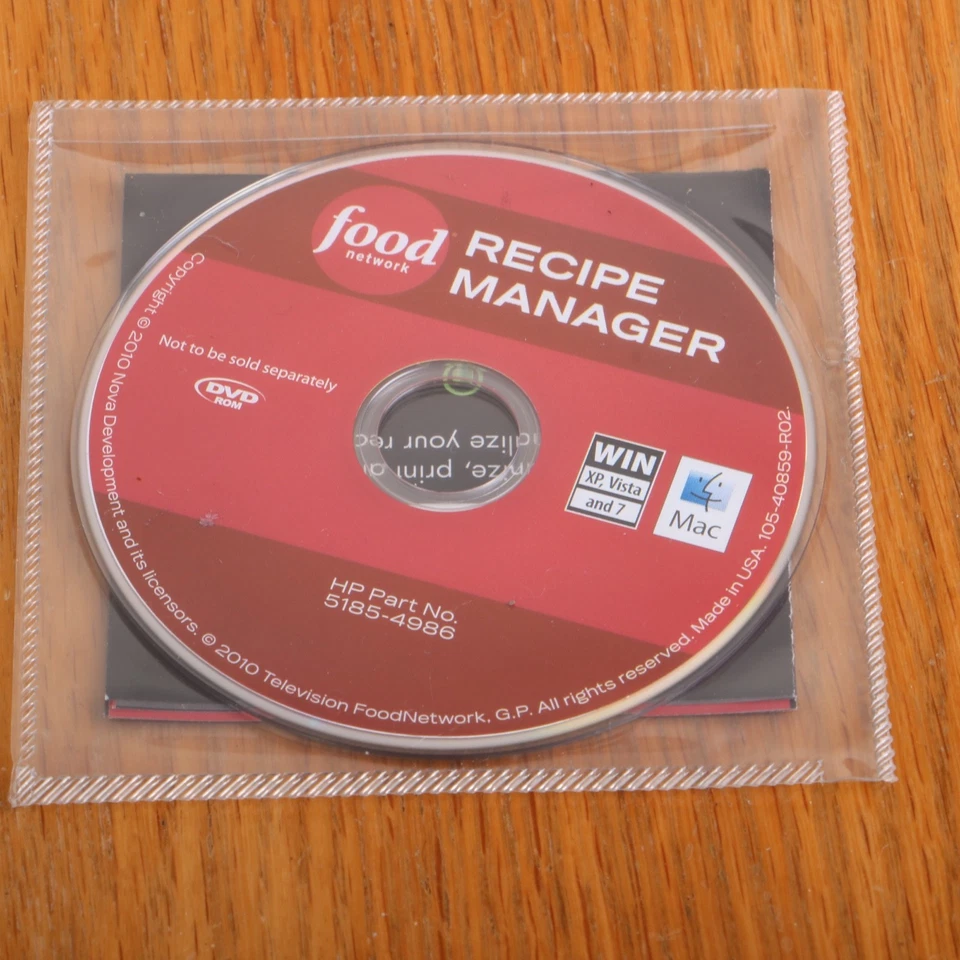 food
network
RECIPE
MANAGER
Not to be sold separately
DVD
ROM
WIN
XP, Vista
and 7
Mac
HP Part No.
5185-4986
Copyright © 2010 Nova Development and its licensors. © 2010 Television FoodNetwork, G.P. All rights reserved. Made in USA. 105-40859-R02.
your